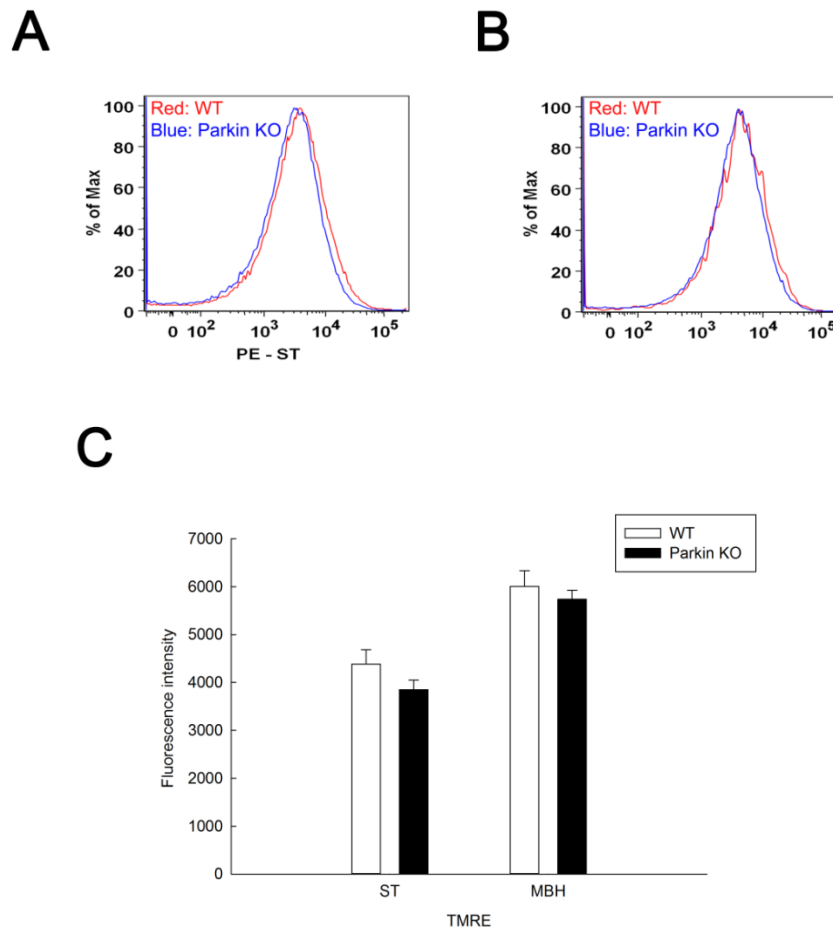 A
B
Red: WT
Blue: Parkin KO
100
80
60
40
20
0
% of Max
0 10² 10³ 10⁴ 10⁵
PE - ST
Red: WT
Blue: Parkin KO
100
80
60
40
20
0
% of Max
0 10² 10³ 10⁴ 10⁵
C
WT
Parkin KO
7000
6000
5000
4000
3000
2000
1000
0
Fluorescence intensity
ST MBH
TMRE